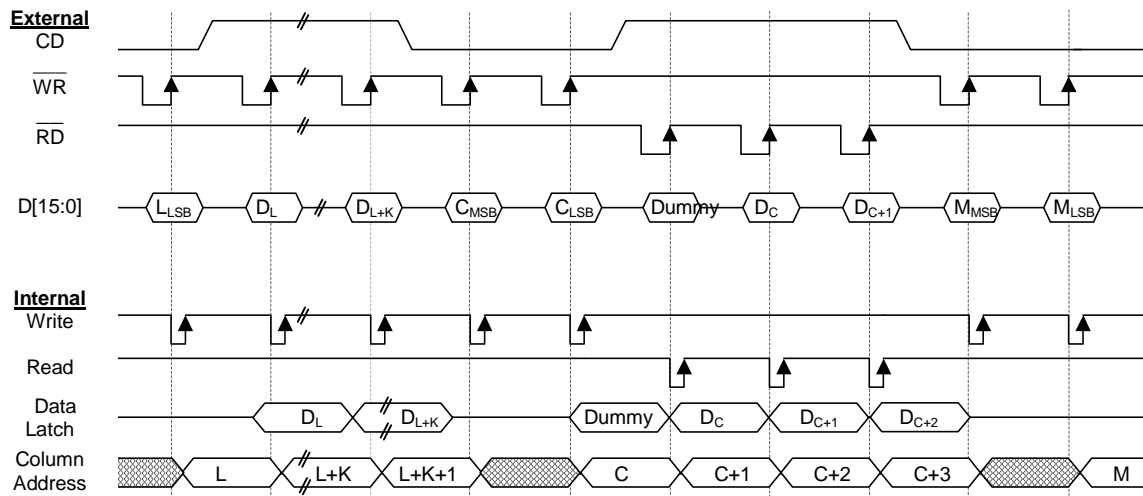 External
CD
WR
RD
D[15:0] LLSB DL DL+K CMSB CLSB Dummy DC DC+1 MMSB MLSB
Internal
Write
Read
Data Latch DL DL+K Dummy DC DC+1 DC+2
Column Address L L+K L+K+1 C C+1 C+2 C+3 M